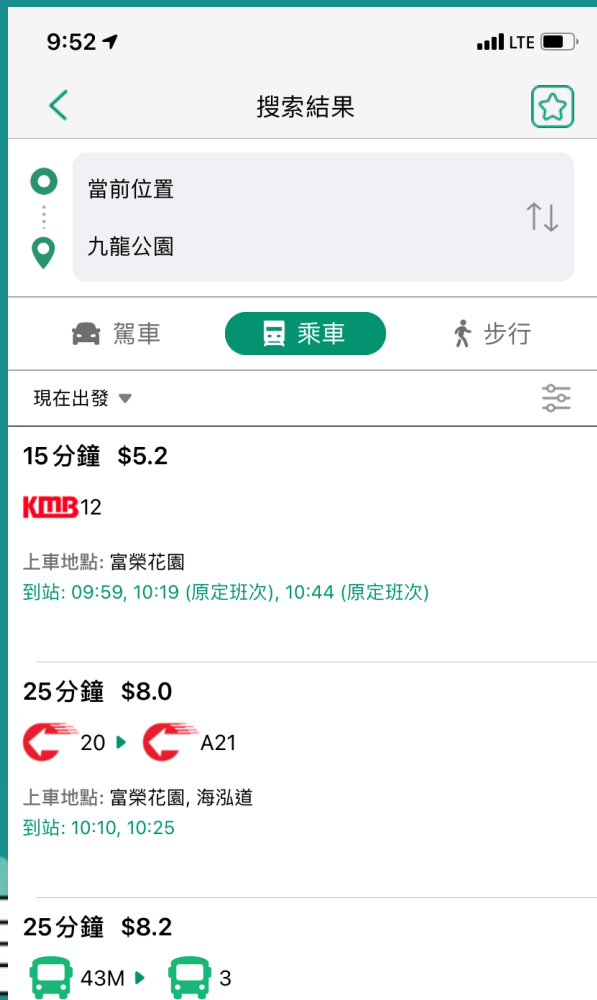 9:52
LTE
搜索結果
當前位置
九龍公園
駕車 乘車 步行
現在出發
15分鐘 $5.2
KMB 12
上車地點: 富榮花園
到站: 09:59, 10:19 (原定班次), 10:44 (原定班次)
25分鐘 $8.0
20 A21
上車地點: 富榮花園, 海泓道
到站: 10:10, 10:25
25分鐘 $8.2
43M 3